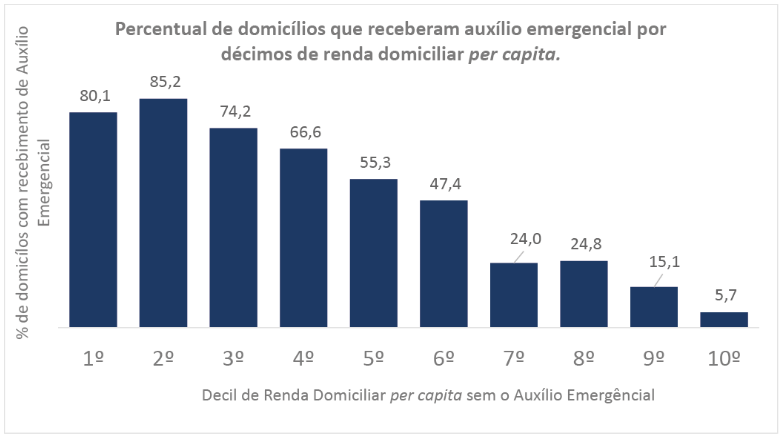 Percentual de domicílios que receberam auxílio emergencial por
décimos de renda domiciliar per capita.
% de domicílos com recebimento de Auxílio
Emergencial
80,1
85,2
74,2
66,6
55,3
47,4
24,0
24,8
15,1
5,7
1º 2º 3º 4º 5º 6º 7º 8º 9º 10º
Decil de Renda Domiciliar per capita sem o Auxílio Emergêncial